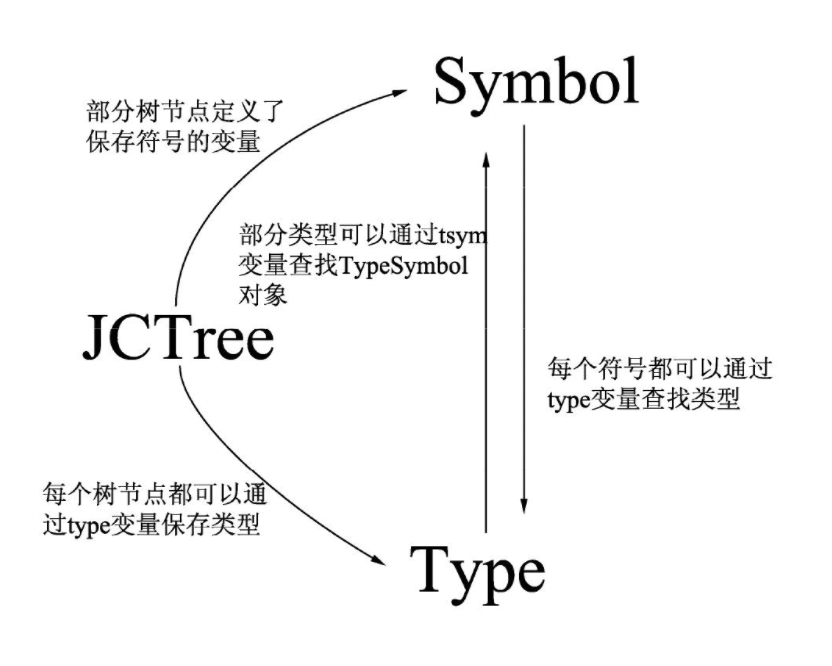 Symbol
部分树节点定义了
保存符号的变量
部分类型可以通过tsym
变量查找TypeSymbol
对象
JCTree
每个符号都可以通过
type变量查找类型
每个树节点都可以通
过type变量保存类型
Type